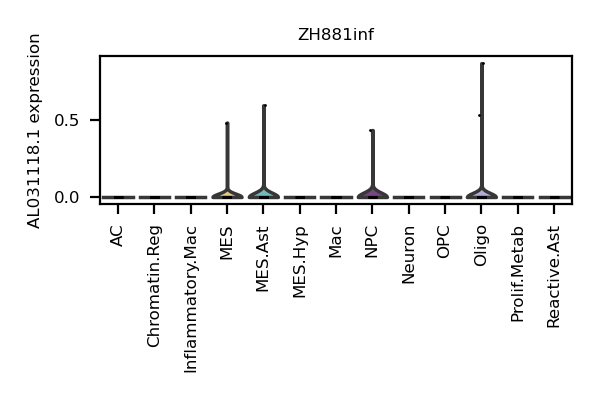 ZH881inf
AL031118.1 expression
0.5
0.0
AC
Chromatin.Reg
Inflammatory.Mac
MES
MES.Ast
MES.Hyp
Mac
NPC
Neuron
OPC
Oligo
Prolif.Metab
Reactive.Ast